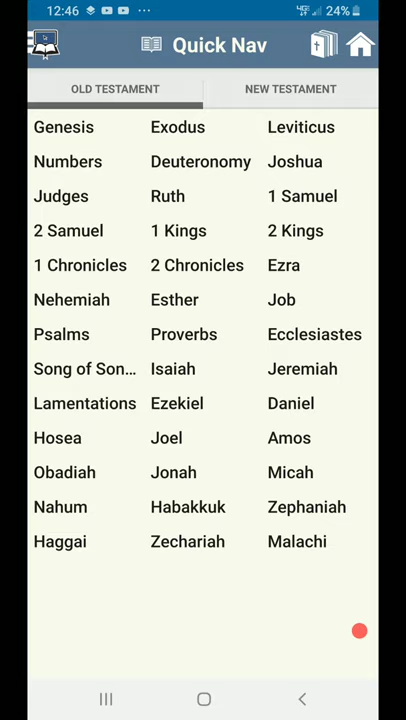 12:46 24%
Quick Nav
OLD TESTAMENT NEW TESTAMENT
Genesis Exodus Leviticus
Numbers Deuteronomy Joshua
Judges Ruth 1 Samuel
2 Samuel 1 Kings 2 Kings
1 Chronicles 2 Chronicles Ezra
Nehemiah Esther Job
Psalms Proverbs Ecclesiastes
Song of Son... Isaiah Jeremiah
Lamentations Ezekiel Daniel
Hosea Joel Amos
Obadiah Jonah Micah
Nahum Habakkuk Zephaniah
Haggai Zechariah Malachi